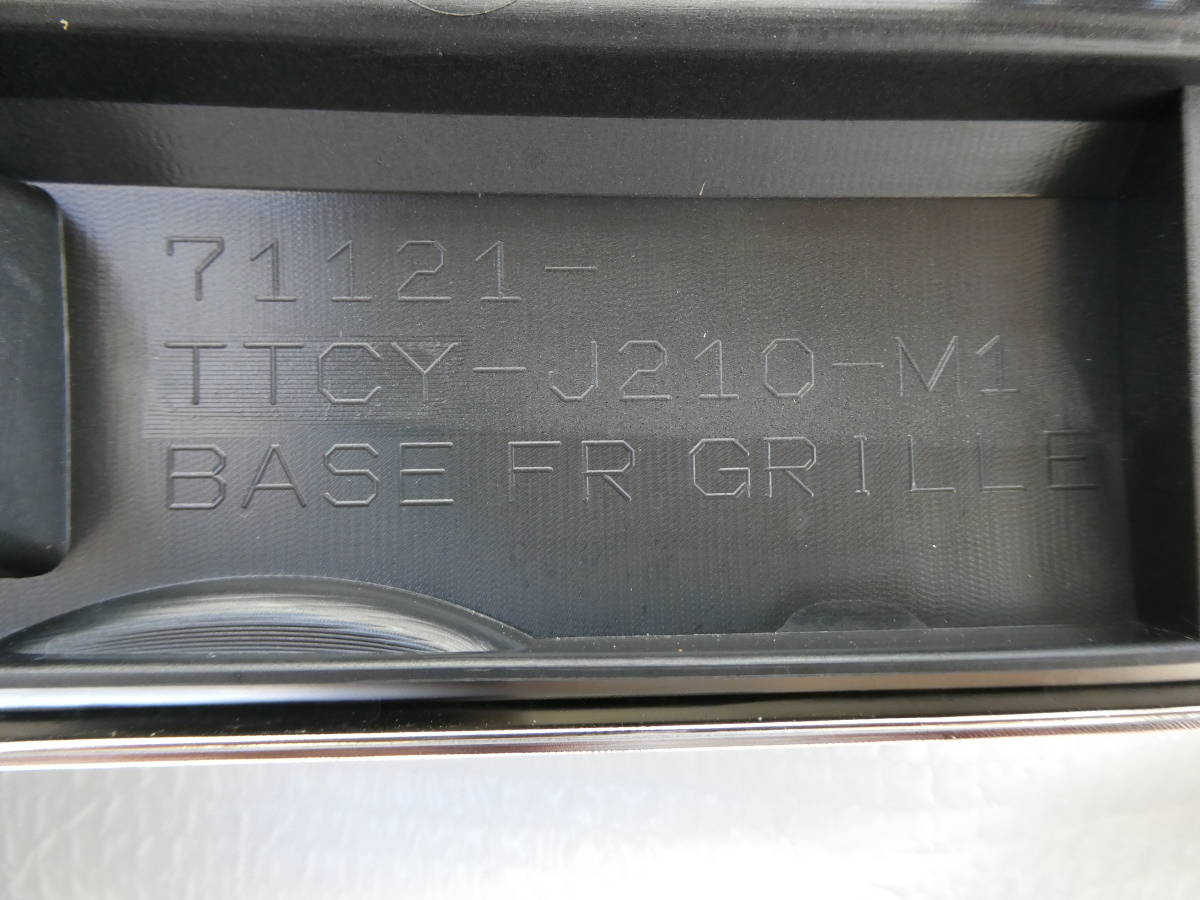 71121-
TTCY-J210-M1
BASE FR GRILLE